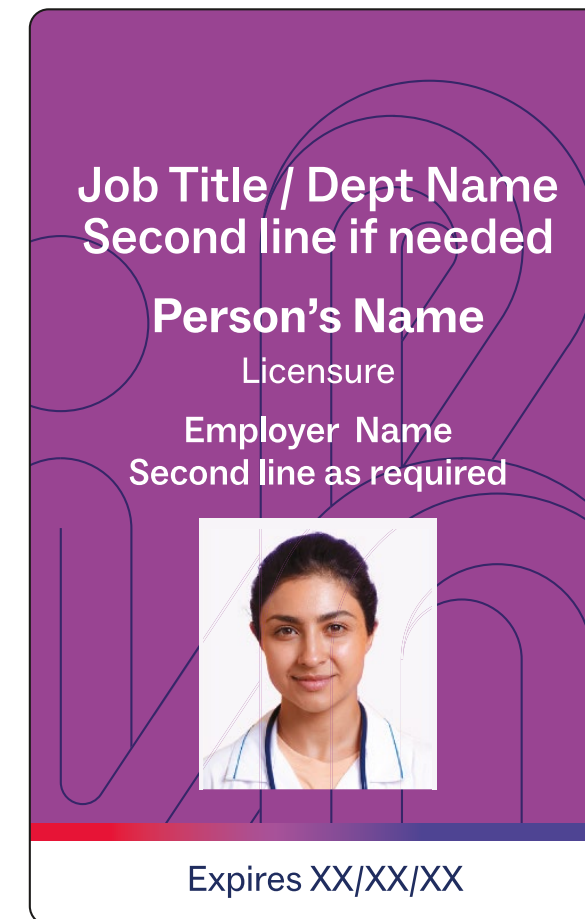 Job Title / Dept Name
Second line if needed
Person’s Name
Licensure
Employer Name
Second line as required
Expires XX/XX/XX